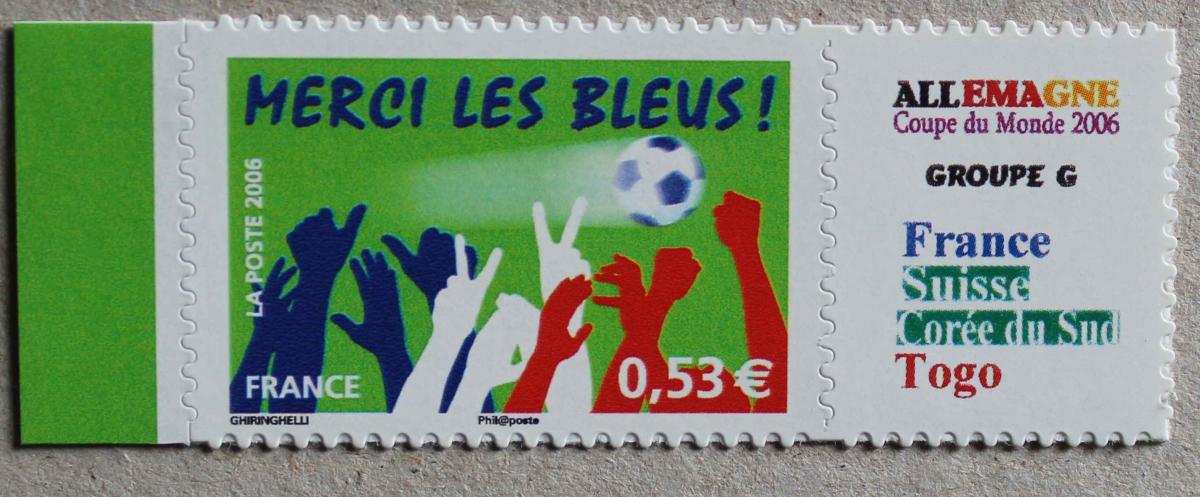 MERCI LES BLEUS !
LA POSTE 2006
FRANCE
0,53 €
GHIRINGHELLI
Phil@poste
ALLEMAGNE
Coupe du Monde 2006
GROUPE G
France
Suisse
Corée du Sud
Togo